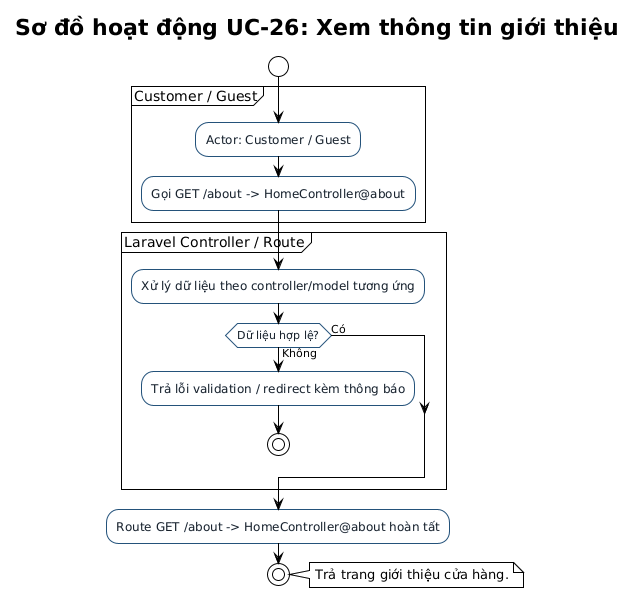 Sơ đồ hoạt động UC-26: Xem thông tin giới thiệu
Customer / Guest
Actor: Customer / Guest
Gọi GET /about -> HomeController@about
Laravel Controller / Route
Xử lý dữ liệu theo controller/model tương ứng
Dữ liệu hợp lệ?
Có
Không
Trả lỗi validation / redirect kèm thông báo
Route GET /about -> HomeController@about hoàn tất
Trả trang giới thiệu cửa hàng.